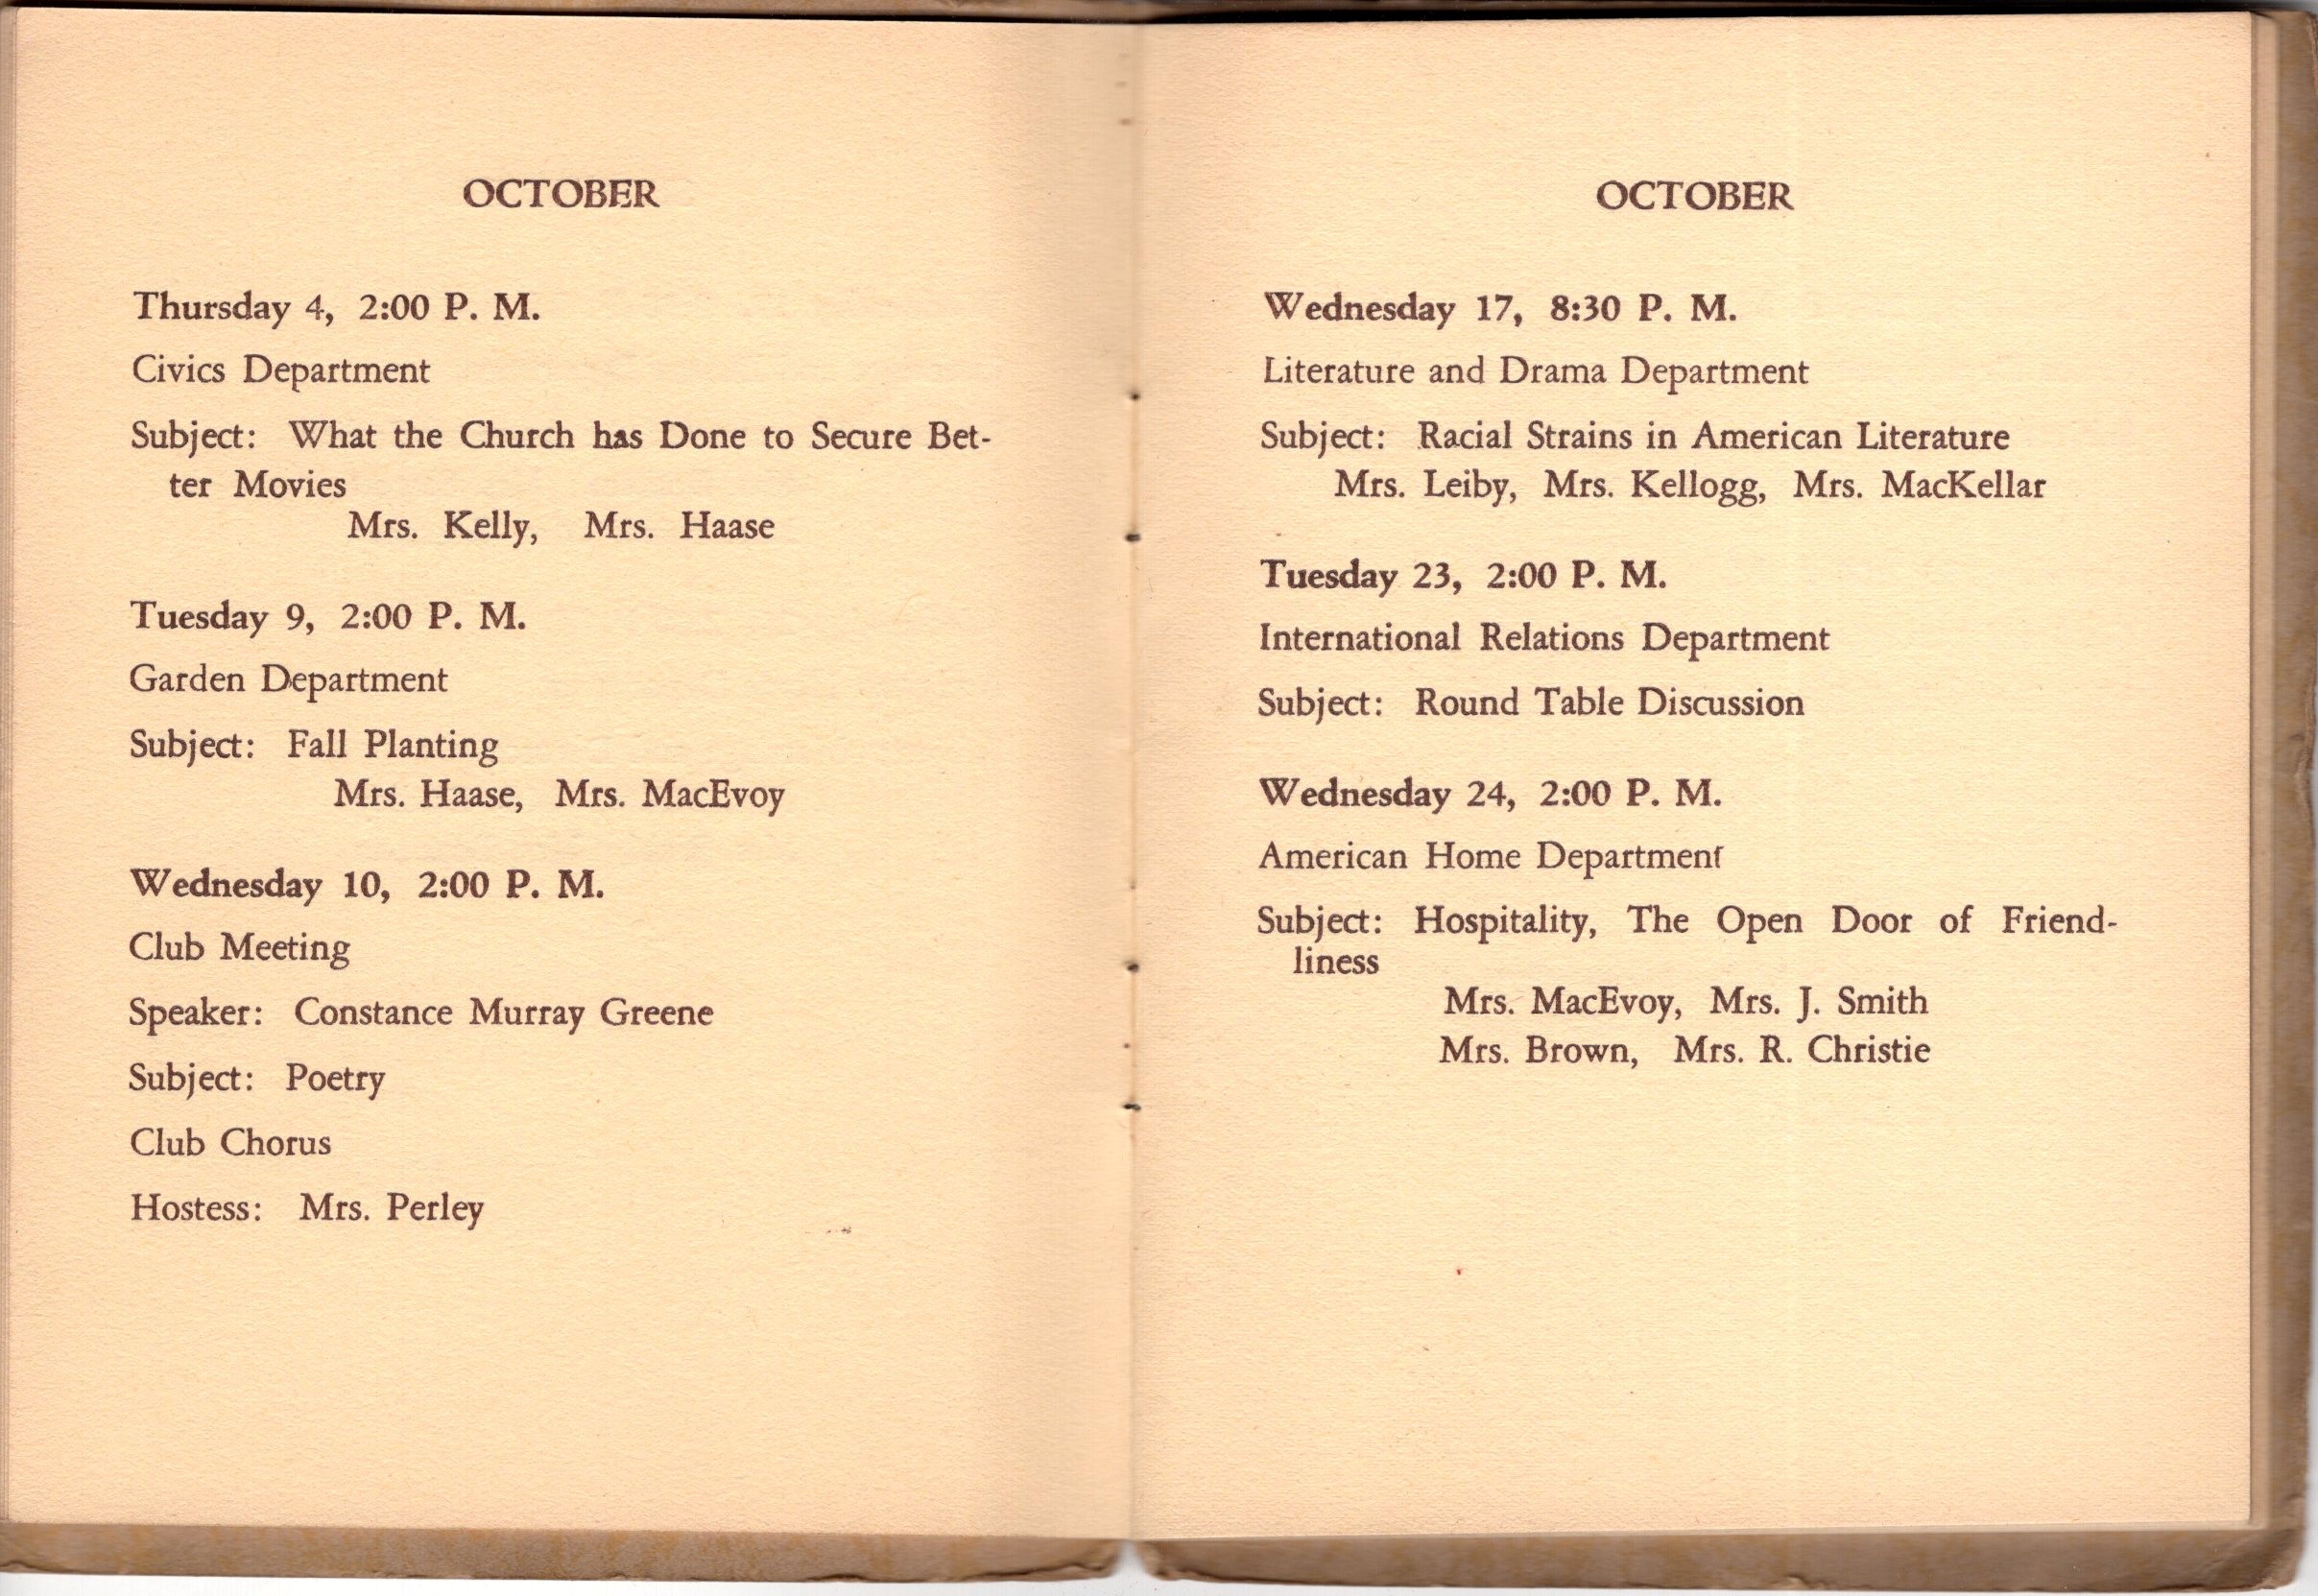 OCTOBER
Thursday 4, 2:00 P. M.
Civics Department
Subject: What the Church has Done to Secure Bet-
ter Movies
Mrs. Kelly, Mrs. Haase
Tuesday 9, 2:00 P. M.
Garden Department
Subject: Fall Planting
Mrs. Haase, Mrs. MacEvoy
Wednesday 10, 2:00 P. M.
Club Meeting
Speaker: Constance Murray Greene
Subject: Poetry
Club Chorus
Hostess: Mrs. Perley
OCTOBER
Wednesday 17, 8:30 P. M.
Literature and Drama Department
Subject: Racial Strains in American Literature
Mrs. Leiby, Mrs. Kellogg, Mrs. MacKellar
Tuesday 23, 2:00 P. M.
International Relations Department
Subject: Round Table Discussion
Wednesday 24, 2:00 P. M.
American Home Department
Subject: Hospitality, The Open Door of Friend-
liness
Mrs. MacEvoy, Mrs. J. Smith
Mrs. Brown, Mrs. R. Christie